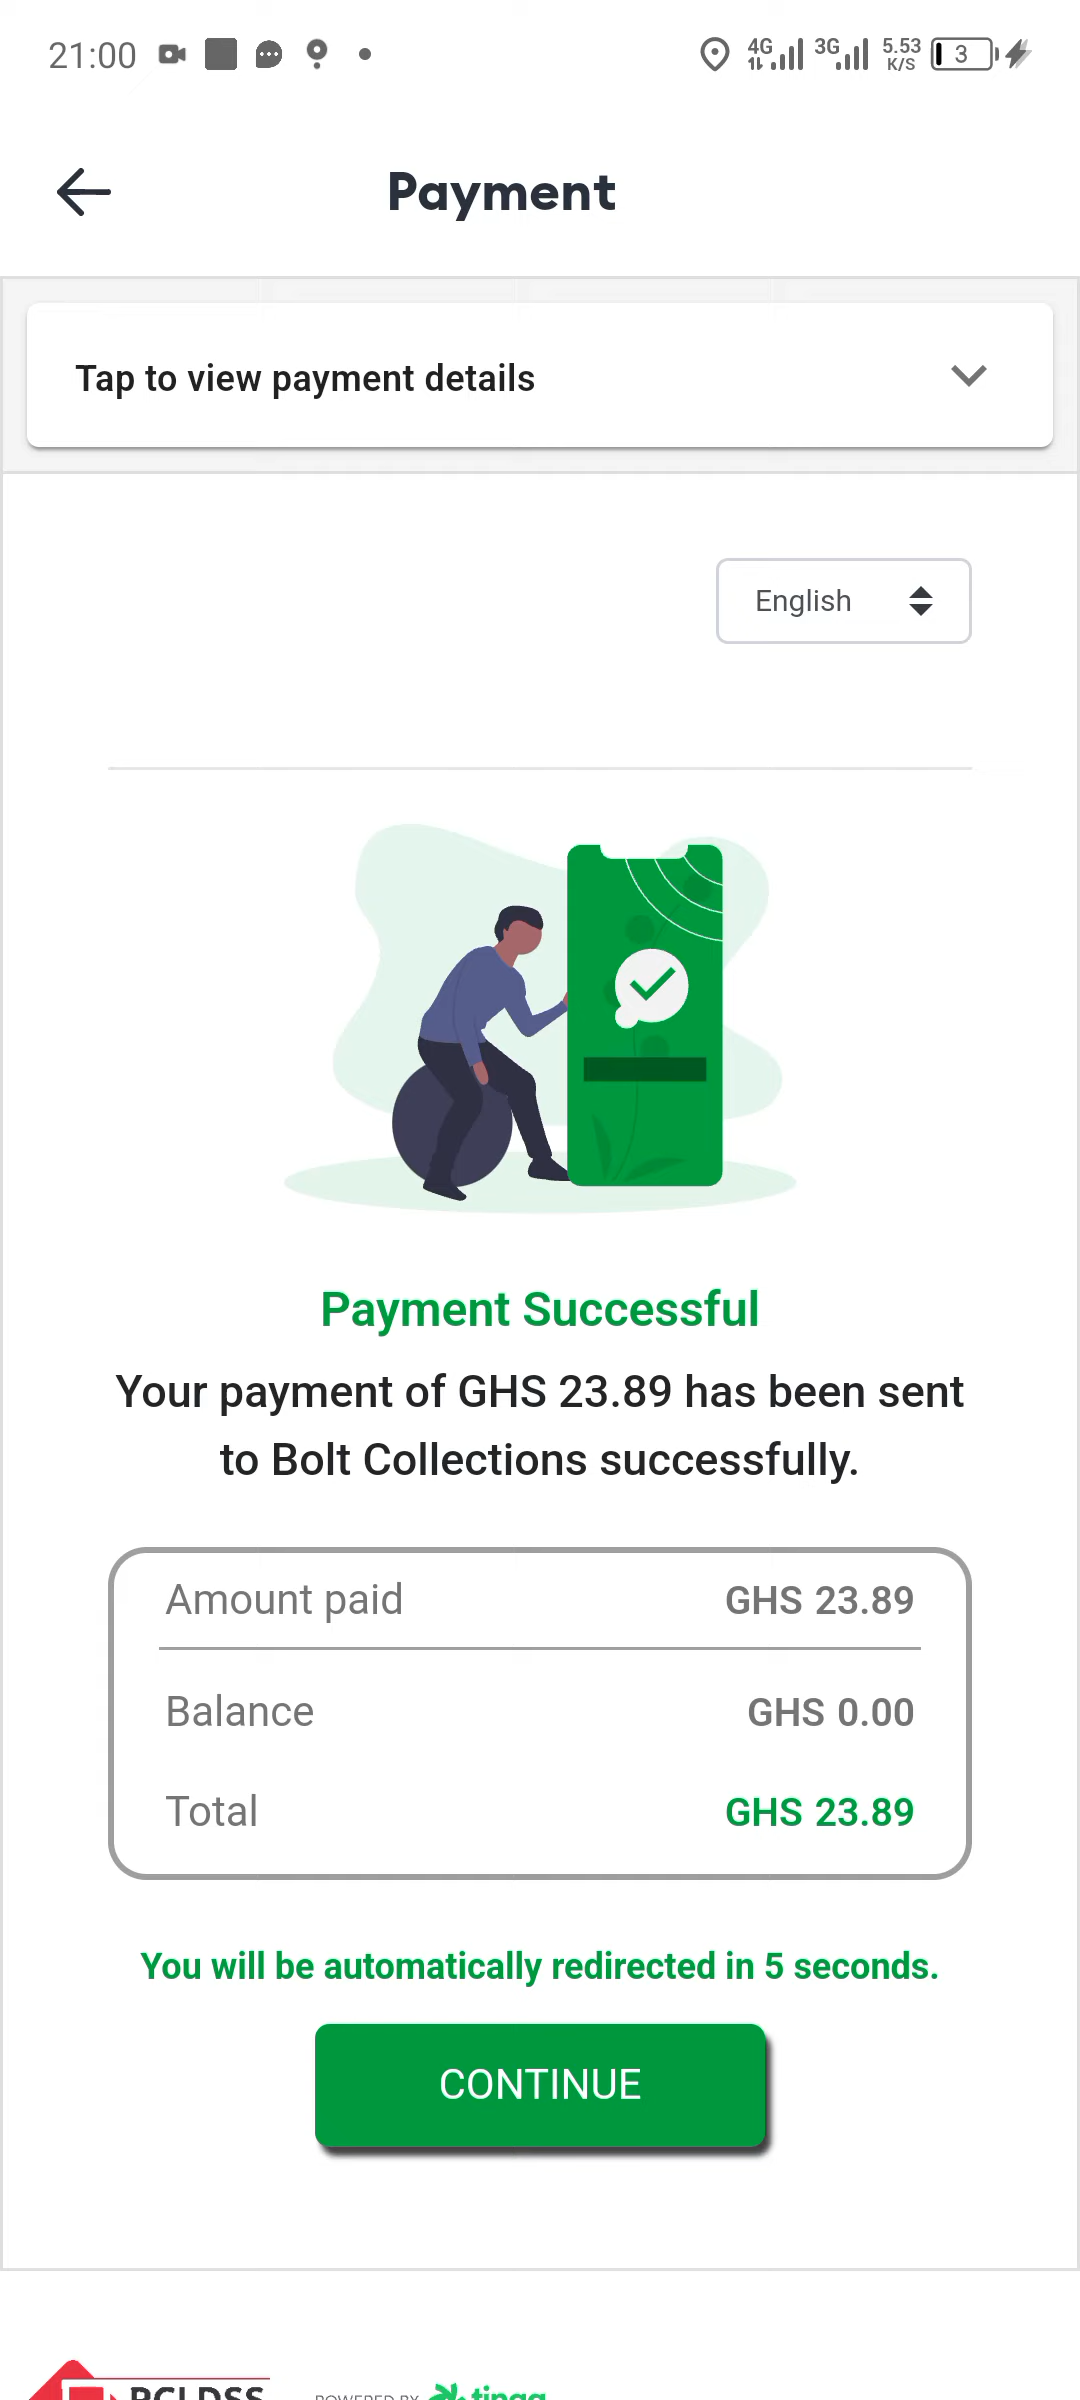 21:00 4G 3G 5.53 K/S 3
Payment
Tap to view payment details
English
Payment Successful
Your payment of GHS 23.89 has been sent
to Bolt Collections successfully.
Amount paid GHS 23.89
Balance GHS 0.00
Total GHS 23.89
You will be automatically redirected in 5 seconds.
CONTINUE
POWERED BY